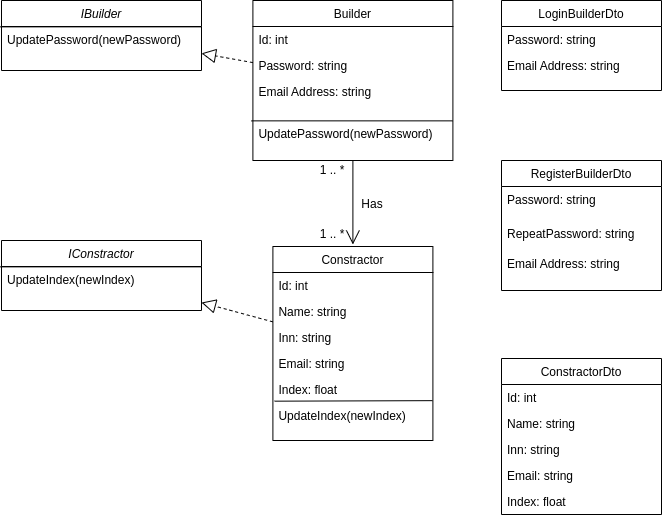 IBuilder
UpdatePassword(newPassword)
Builder
Id: int
Password: string
Email Address: string
UpdatePassword(newPassword)
LoginBuilderDto
Password: string
Email Address: string
1 .. *
Has
1 .. *
RegisterBuilderDto
Password: string
RepeatPassword: string
Email Address: string
IConstractor
UpdateIndex(newIndex)
Constractor
Id: int
Name: string
Inn: string
Email: string
Index: float
UpdateIndex(newIndex)
ConstractorDto
Id: int
Name: string
Inn: string
Email: string
Index: float